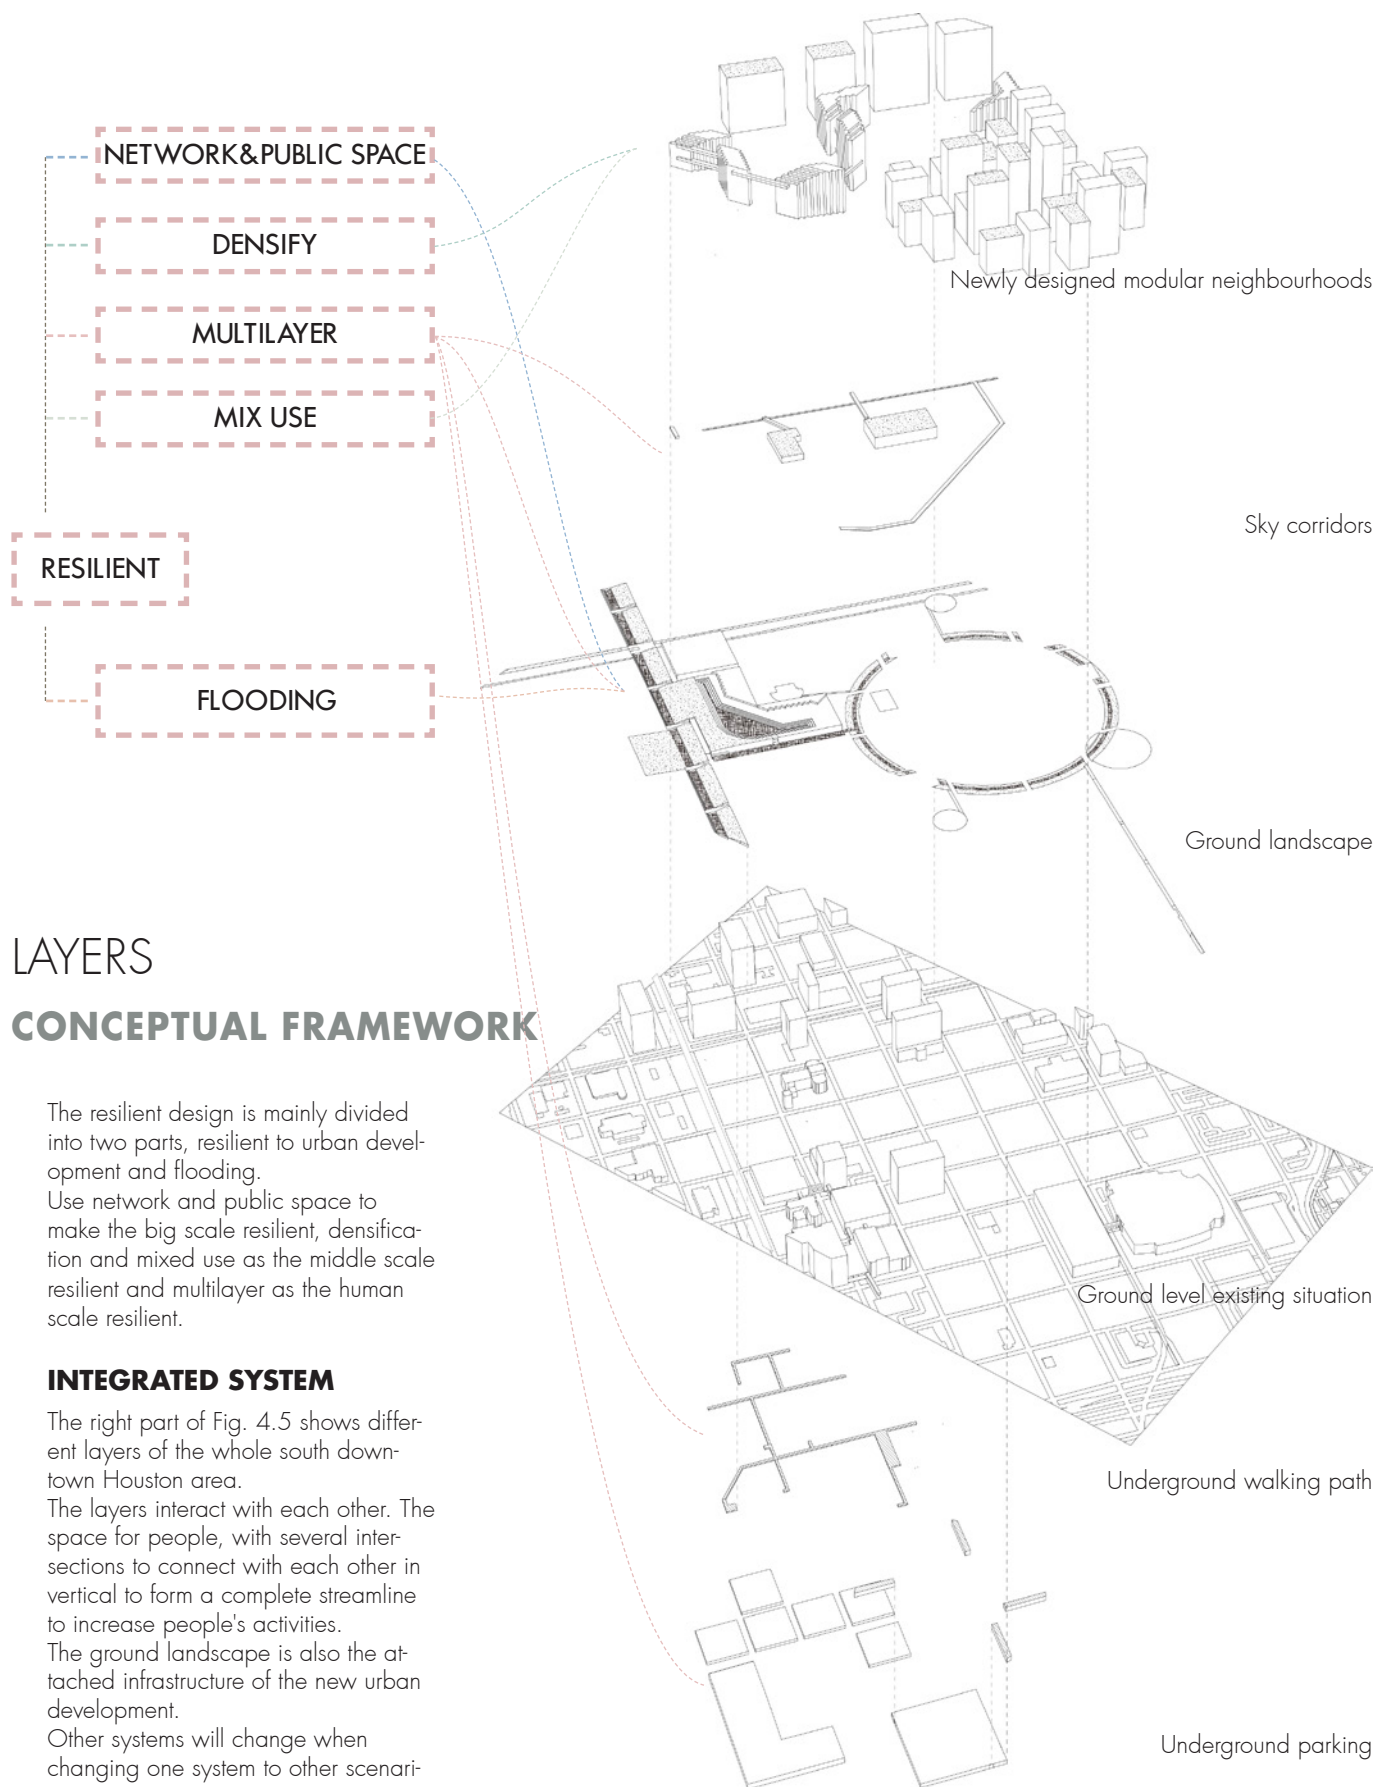 NETWORK&PUBLIC SPACE
DENSIFY
MULTILAYER
MIX USE
RESILIENT
FLOODING
Newly designed modular neighbourhoods
Sky corridors
Ground landscape
Ground level existing situation
Underground walking path
Underground parking
LAYERS
CONCEPTUAL FRAMEWORK
The resilient design is mainly divided
into two parts, resilient to urban devel-
opment and flooding.
Use network and public space to
make the big scale resilient, densifica-
tion and mixed use as the middle scale
resilient and multilayer as the human
scale resilient.
INTEGRATED SYSTEM
The right part of Fig. 4.5 shows differ-
ent layers of the whole south down-
town Houston area.
The layers interact with each other. The
space for people, with several inter-
sections to connect with each other in
vertical to form a complete streamline
to increase people's activities.
The ground landscape is also the at-
tached infrastructure of the new urban
development.
Other systems will change when
changing one system to other scenari-